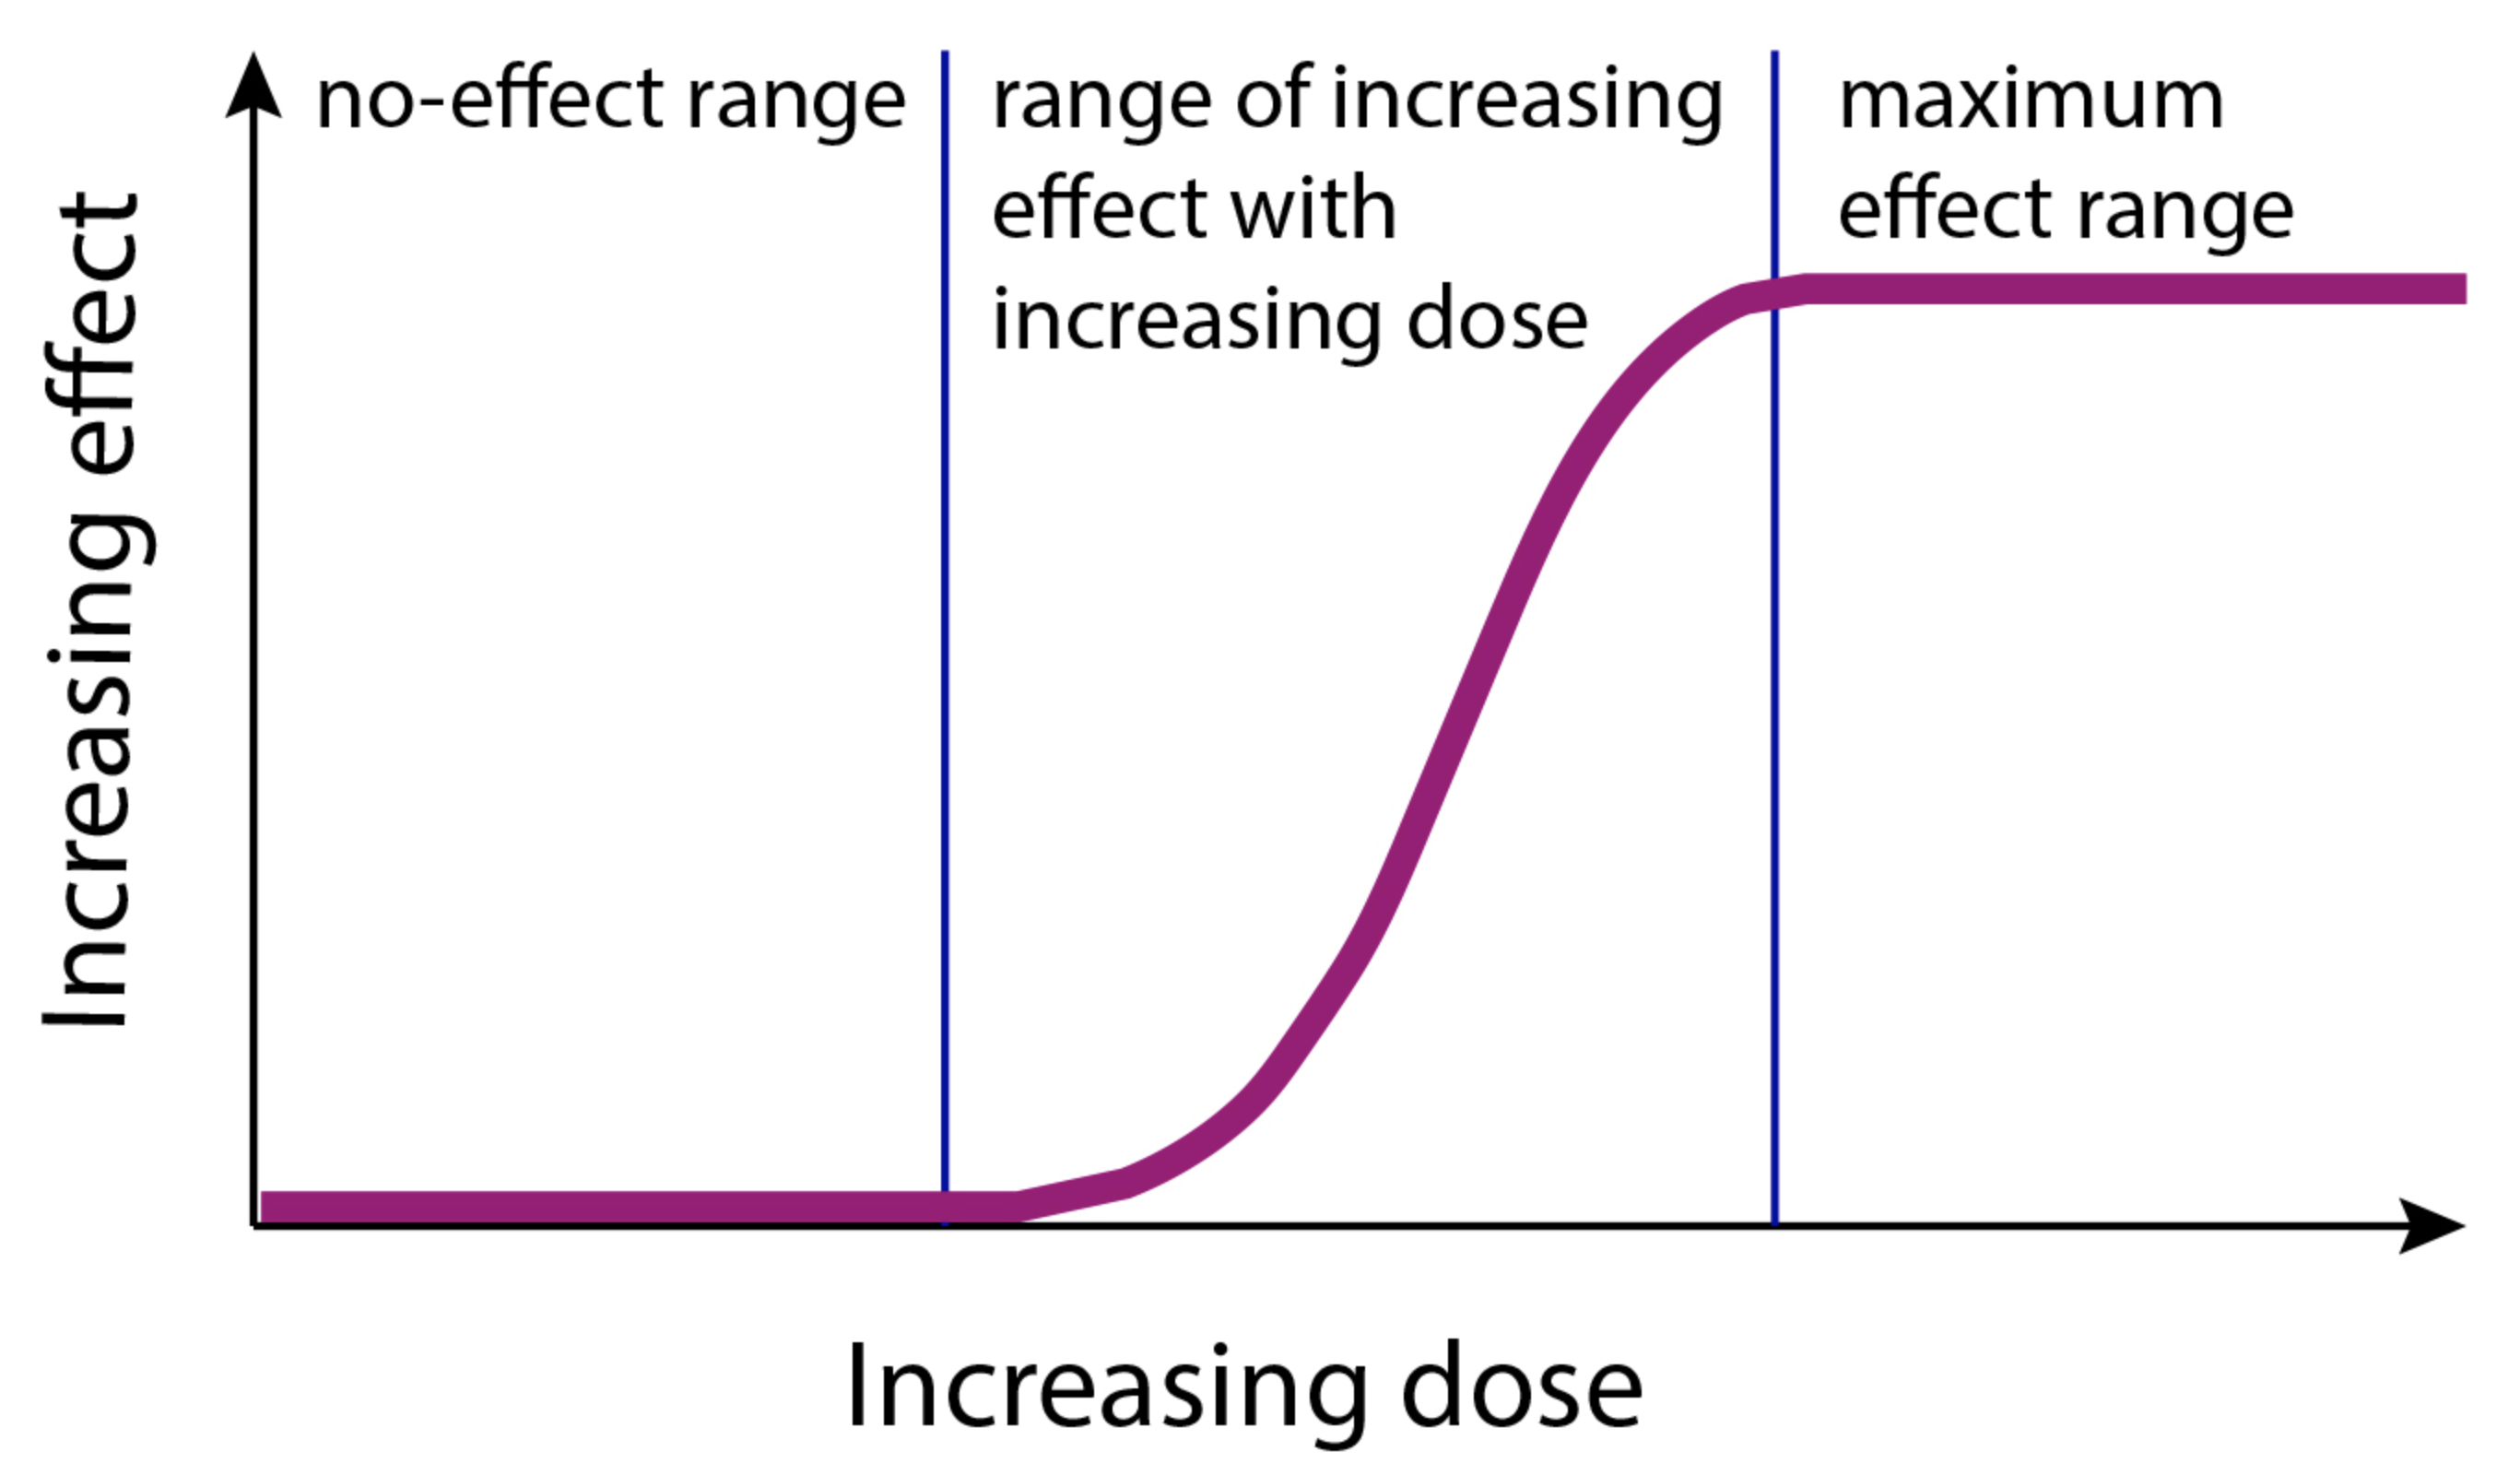 no-effect range
range of increasing
effect with
increasing dose
maximum
effect range
Increasing effect
Increasing dose